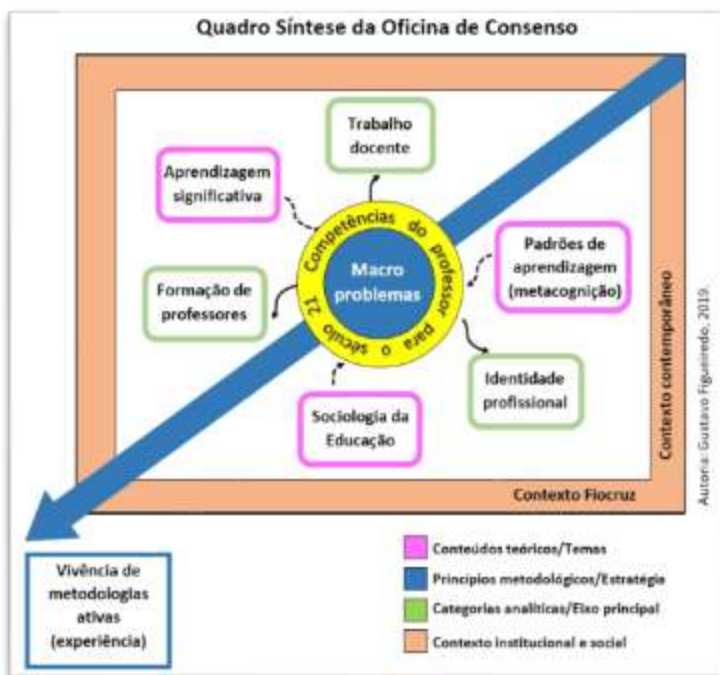 Quadro Síntese da Oficina de Consenso
Trabalho
docente
Aprendizagem
significativa
Competências do professor para o século 21
Macro
problemas
Padrões de
aprendizagem
(metacognição)
Formação de
professores
Identidade
profissional
Sociologia da
Educação
Contexto contemporâneo
Contexto Fiocruz
Autoria: Gustavo Figueiredo, 2019.
Vivência de
metodologias
ativas
(experiência)
Conteúdos teóricos/Temas
Princípios metodológicos/Estratégia
Categorias analíticas/Eixo principal
Contexto institucional e social